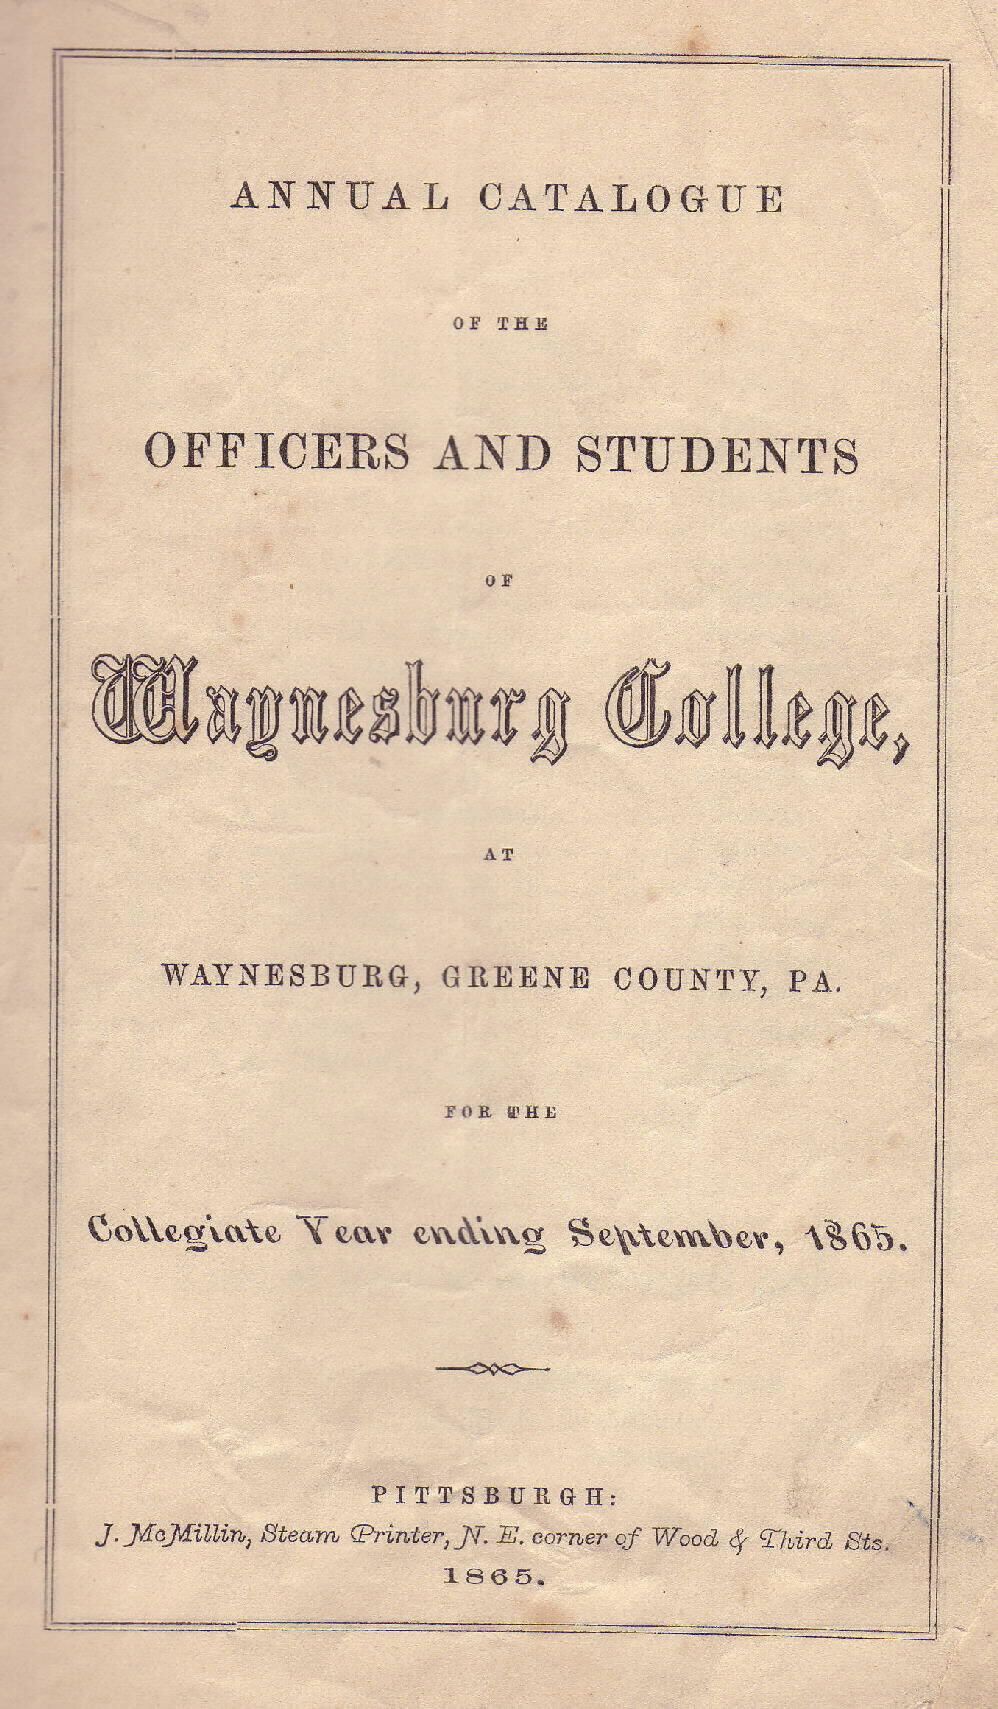 ANNUAL CATALOGUE
OF THE
OFFICERS AND STUDENTS
OF
Waynesburg College,
AT
WAYNESBURG, GREENE COUNTY, PA.
FOR THE
Collegiate Year ending September, 1865.
PITTSBURGH:
J. McMillin, Steam Printer, N. E. corner of Wood & Third Sts.
1865.